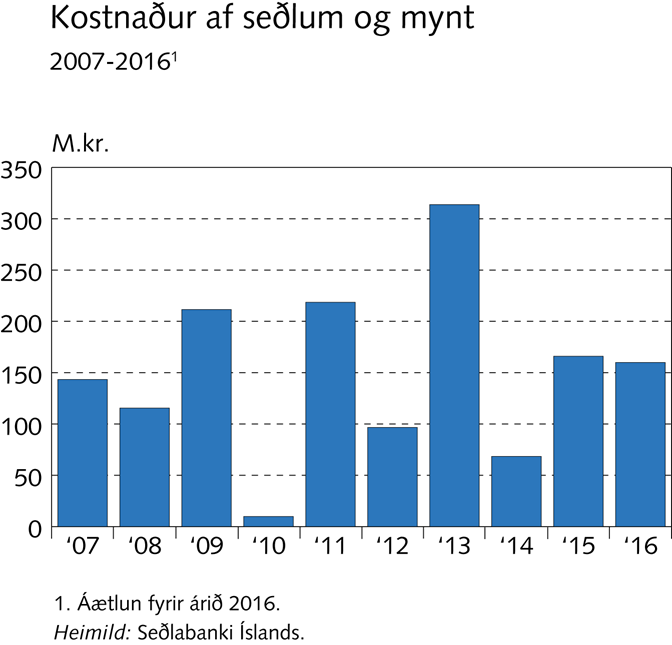 Kostnaður af seðlum og mynt
2007-2016¹
M.kr.
350
300
250
200
150
100
50
0
‘07 ‘08 ‘09 ‘10 ‘11 ‘12 ‘13 ‘14 ‘15 ‘16
1. Áætlun fyrir árið 2016.
Heimild: Seðlabanki Íslands.